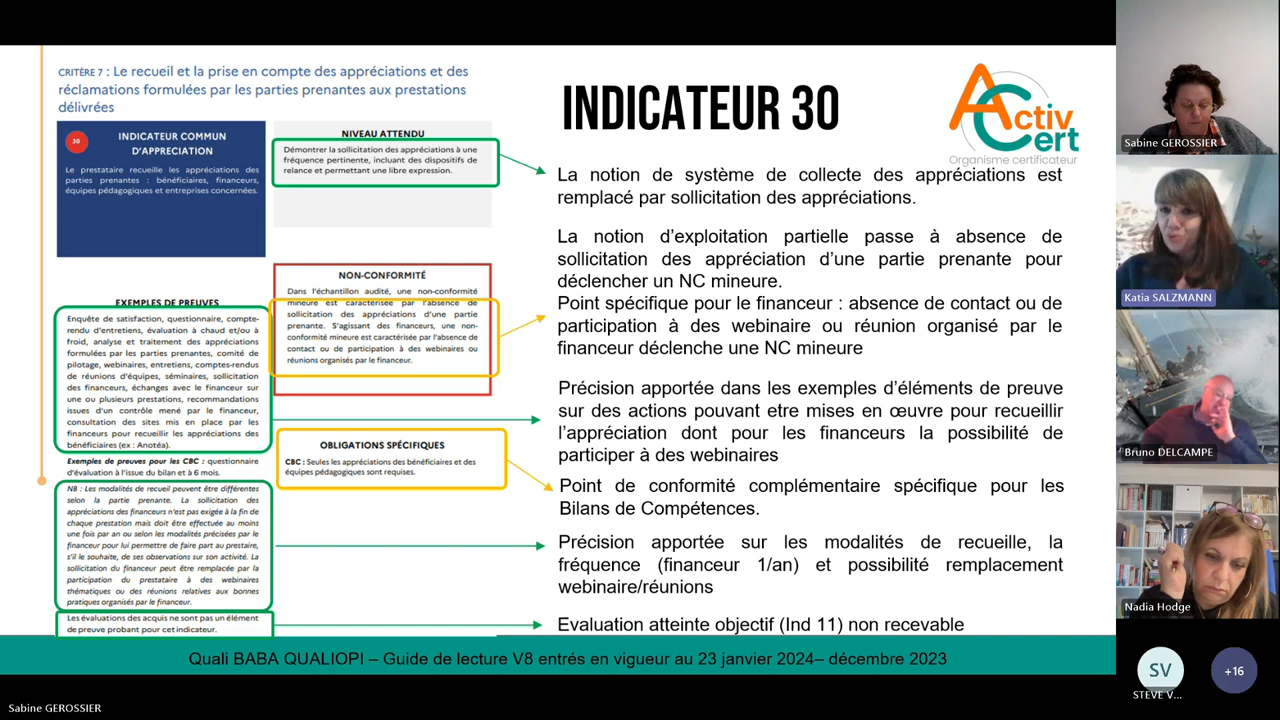 CRITÈRE 7 : Le recueil et la prise en compte des appréciations et des
réclamations formulées par les parties prenantes aux prestations
délivrées
30
INDICATEUR COMMUN
D'APPRECIATION
Le prestataire recueille les appréciations des
parties prenantes : bénéficiaires, financeurs,
équipes pédagogiques et entreprises concernées.
NIVEAU ATTENDU
Démontrer la sollicitation des appréciations à une
fréquence pertinente, incluant des dispositifs de
relance et permettant une libre expression.
NON-CONFORMITÉ
Dans l'échantillon audité, une non-conformité
mineure est caractérisée par l'absence de
sollicitation des appréciations d'une partie
prenante. S'agissant des financeurs, une non-
conformité mineure est caractérisée par l'absence de
contact ou de participation à des webinaires ou
réunions organisés par le financeur.
EXEMPLES DE PREUVES
Enquête de satisfaction, questionnaire, compte-
rendu d'entretiens, évaluation à chaud et/ou à
froid, analyse et traitement des appréciations
formulées par les parties prenantes, comité de
pilotage, webinaires, entretiens, comptes-rendus
de réunions d'équipes, séminaires, sollicitation
des financeurs, échanges avec le financeur sur
une ou plusieurs prestations, recommandations
issues d'un contrôle mené par le financeur,
consultation des sites mis en place par les
financeurs pour recueillir les appréciations des
bénéficiaires (ex : Anotéa).
Exemples de preuves pour les CBC : questionnaire
d'évaluation à l'issue du bilan et à 6 mois.
NB : Les modalités de recueil peuvent être différentes
selon la partie prenante. La sollicitation des
appréciations des financeurs n'est pas exigée à la fin de
chaque prestation mais doit être effectuée au moins
une fois par an ou selon les modalités précisées par le
financeur pour lui permettre de faire part au prestaire,
s'il le souhaite, de ses observations sur son activité. La
sollicitation du financeur peut être remplacée par la
participation du prestataire à des webinaires
thématiques ou des réunions relatives aux bonnes
pratiques organisés par le financeur.
Les évaluations des acquis ne sont pas un élément
de preuve probant pour cet indicateur.
OBLIGATIONS SPÉCIFIQUES
CBC : Seules les appréciations des bénéficiaires et des
équipes pédagogiques sont requises.
INDICATEUR 30
Activ
Cert
Organisme certificateur
La notion de système de collecte des appréciations est
remplacé par sollicitation des appréciations.
La notion d'exploitation partielle passe à absence de
sollicitation des appréciation d'une partie prenante pour
déclencher un NC mineure.
Point spécifique pour le financeur : absence de contact ou de
participation à des webinaire ou réunion organisé par le
financeur déclenche une NC mineure
Précision apportée dans les exemples d'éléments de preuve
sur des actions pouvant etre mises en œuvre pour recueillir
l'appréciation dont pour les financeurs la possibilité de
participer à des webinaires
Point de conformité complémentaire spécifique pour les
Bilans de Compétences.
Précision apportée sur les modalités de recueille, la
fréquence (financeur 1/an) et possibilité remplacement
webinaire/réunions
Evaluation atteinte objectif (Ind 11) non recevable
Quali BABA QUALIOPI – Guide de lecture V8 entrés en vigueur au 23 janvier 2024– décembre 2023
Sabine GEROSSIER
Katia SALZMANN
Bruno DELCAMPE
Nadia Hodge
SV
STEVE V...
+16
Sabine GEROSSIER